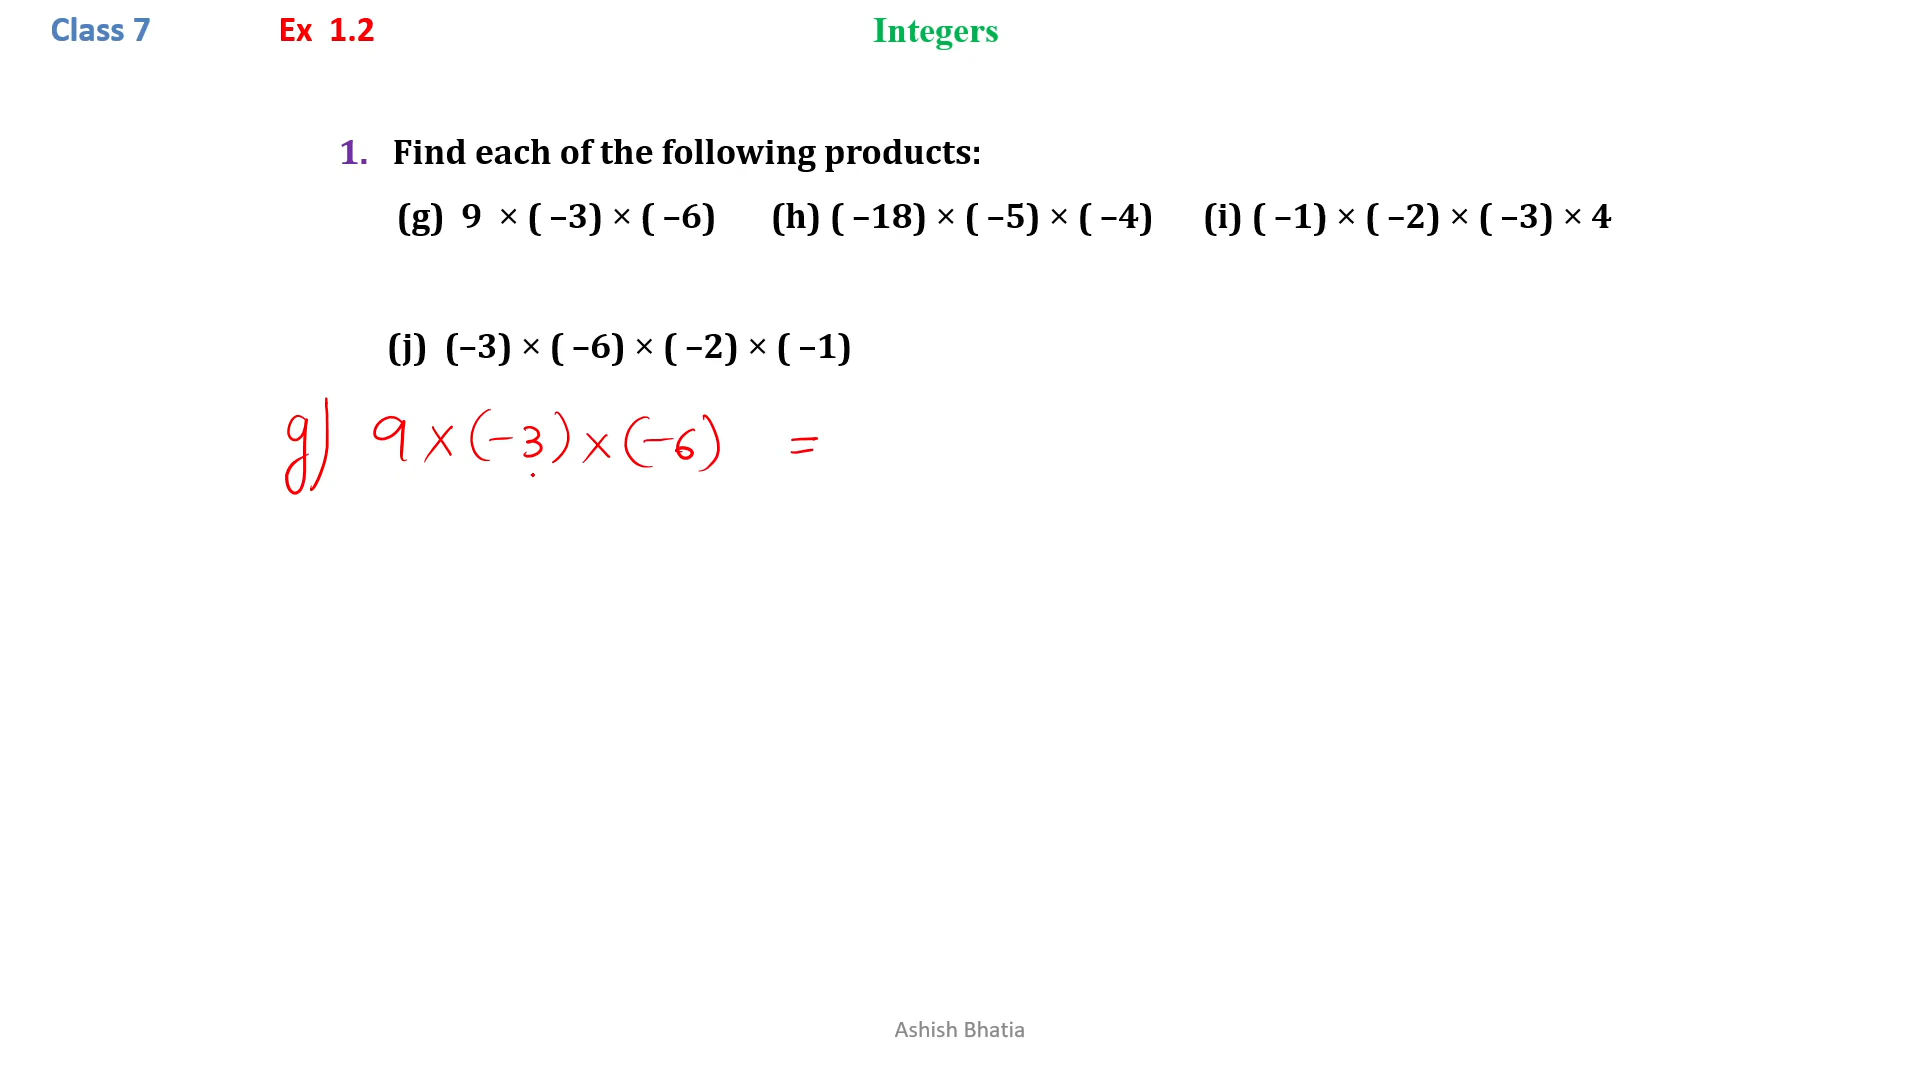 Class 7 Ex 1.2 Integers
1. Find each of the following products:
(g) 9 × ( –3) × ( –6) (h) ( –18) × ( –5) × ( –4) (i) ( –1) × ( –2) × ( –3) × 4
(j) (–3) × ( –6) × ( –2) × ( –1)
g) 9 × (-3) × (-6) =
Ashish Bhatia